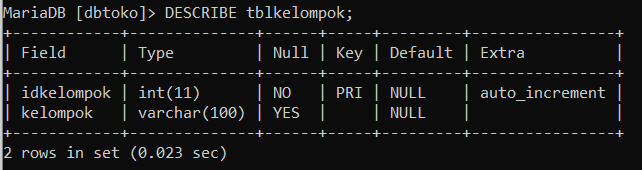 MariaDB [dbtoko]> DESCRIBE tblkelompok;
+------------+--------------+------+-----+---------+----------------+
| Field      | Type         | Null | Key | Default | Extra          |
+------------+--------------+------+-----+---------+----------------+
| idkelompok | int(11)      | NO   | PRI | NULL    | auto_increment |
| kelompok   | varchar(100) | YES  |     | NULL    |                |
+------------+--------------+------+-----+---------+----------------+
2 rows in set (0.023 sec)